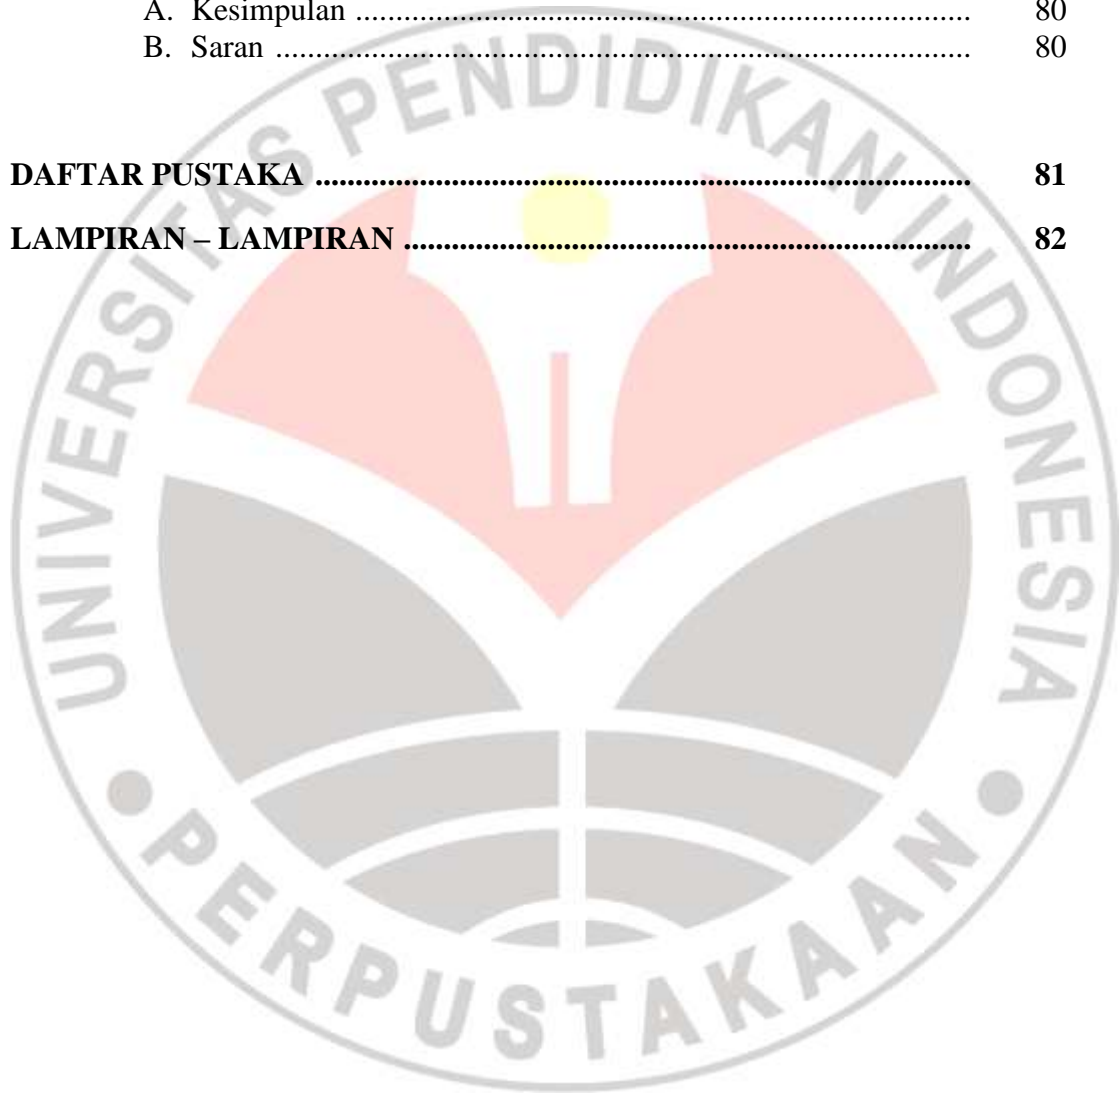 A. Kesimpulan ............................................................................. 80
B. Saran ....................................................................................... 80
DAFTAR PUSTAKA .................................................................................. 81
LAMPIRAN – LAMPIRAN ....................................................................... 82
UNIVERSITAS PENDIDIKAN INDONESIA
PERPUSTAKAAN